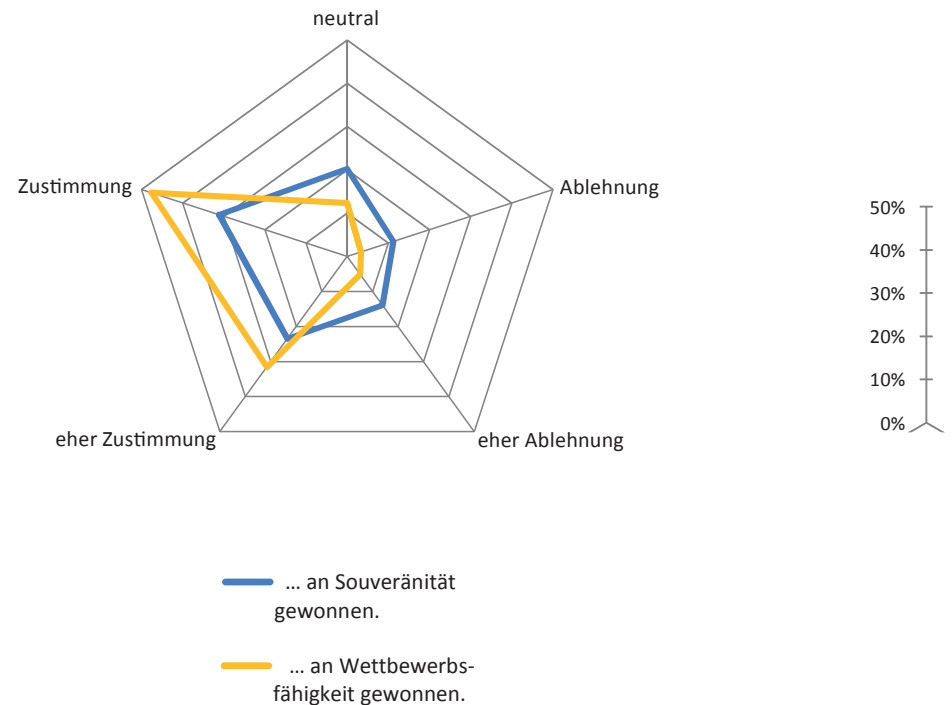 neutral
Zustimmung
Ablehnung
eher Zustimmung
eher Ablehnung
50%
40%
30%
20%
10%
0%
... an Souveränität
gewonnen.
... an Wettbewerbs-
fähigkeit gewonnen.